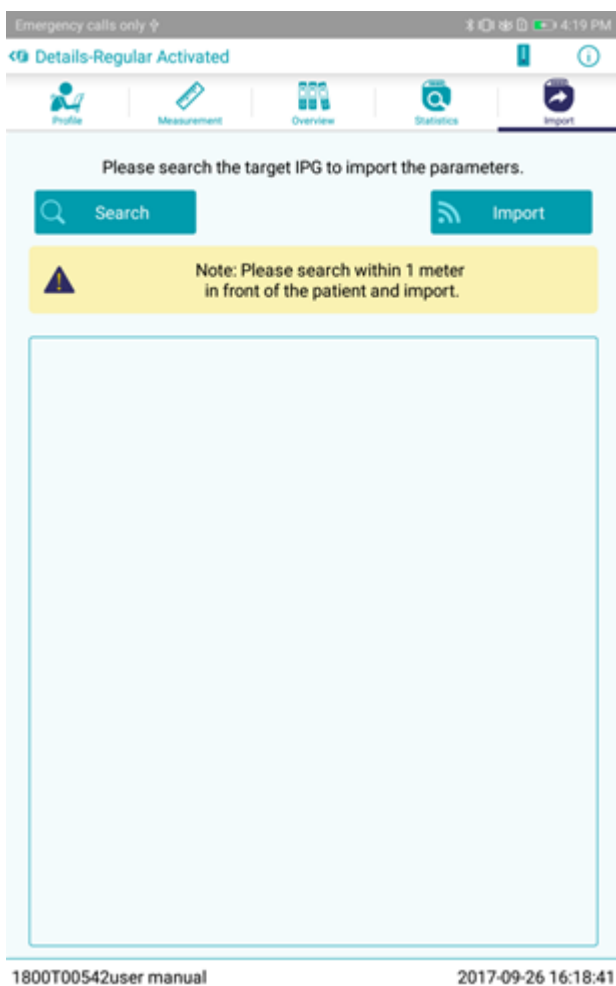 Emergency calls only
4:19 PM
Details-Regular Activated
Profile
Measurement
Overview
Statistics
Import
Please search the target IPG to import the parameters.
Search
Import
Note: Please search within 1 meter
in front of the patient and import.
1800T00542user manual
2017-09-26 16:18:41